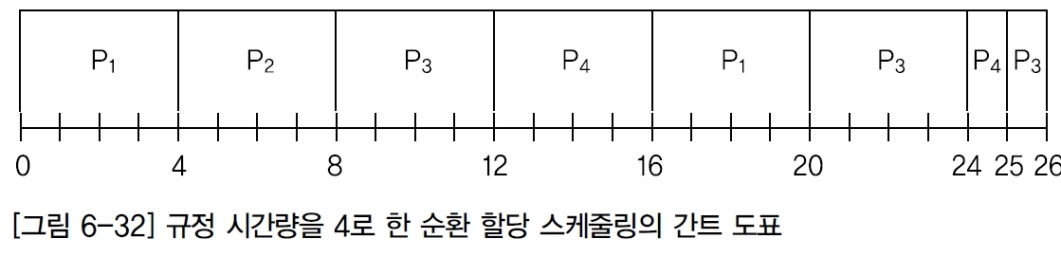 P₁ P₂ P₃ P₄ P₁ P₃ P₄ P₃
0 4 8 12 16 20 24 25 26
[그림 6-32] 규정 시간량을 4로 한 순환 할당 스케줄링의 간트 도표